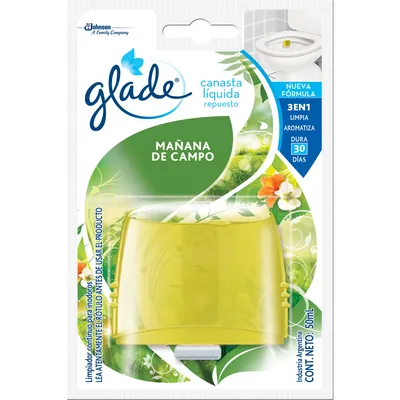 SC Johnson
A Family Company
glade
canasta
líquida
repuesto
NUEVA
FÓRMULA
3EN1
LIMPIA
AROMATIZA
DURA
30
DÍAS
MAÑANA
DE CAMPO
Limpiador continuo para inodoros
LEA ATENTAMENTE EL RÓTULO ANTES DE USAR EL PRODUCTO
Industria Argentina
CONT. NETO: 50ml